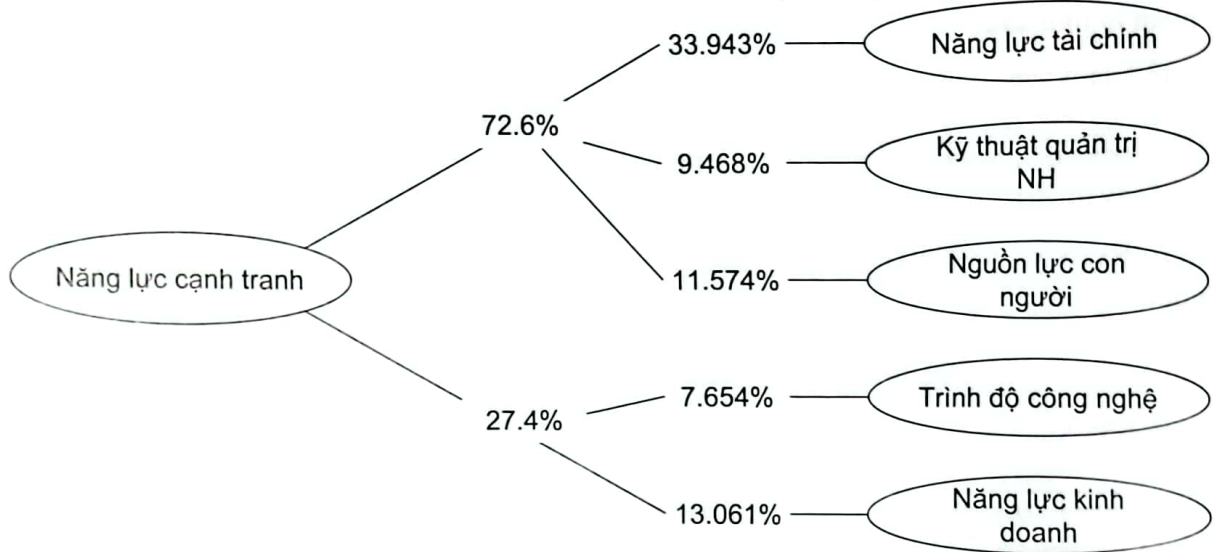 33.943%
Năng lực tài chính
72.6%
9.468%
Kỹ thuật quản trị
NH
Năng lực cạnh tranh
11.574%
Nguồn lực con
người
27.4%
7.654%
Trình độ công nghệ
13.061%
Năng lực kinh
doanh